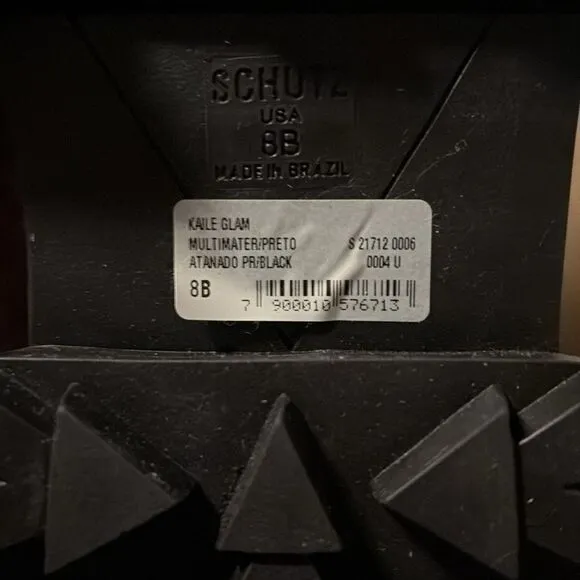 SCHUTZ
USA
8B
MADE IN BRAZIL
KAILE GLAM
MULTIMATER/PRETO S 21712 0006
ATANADO PR/BLACK 0004 U
8B
7 900010 576713